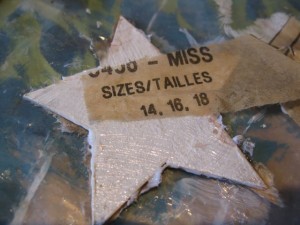 - MISS
SIZES/TAILLES
14, 16, 18